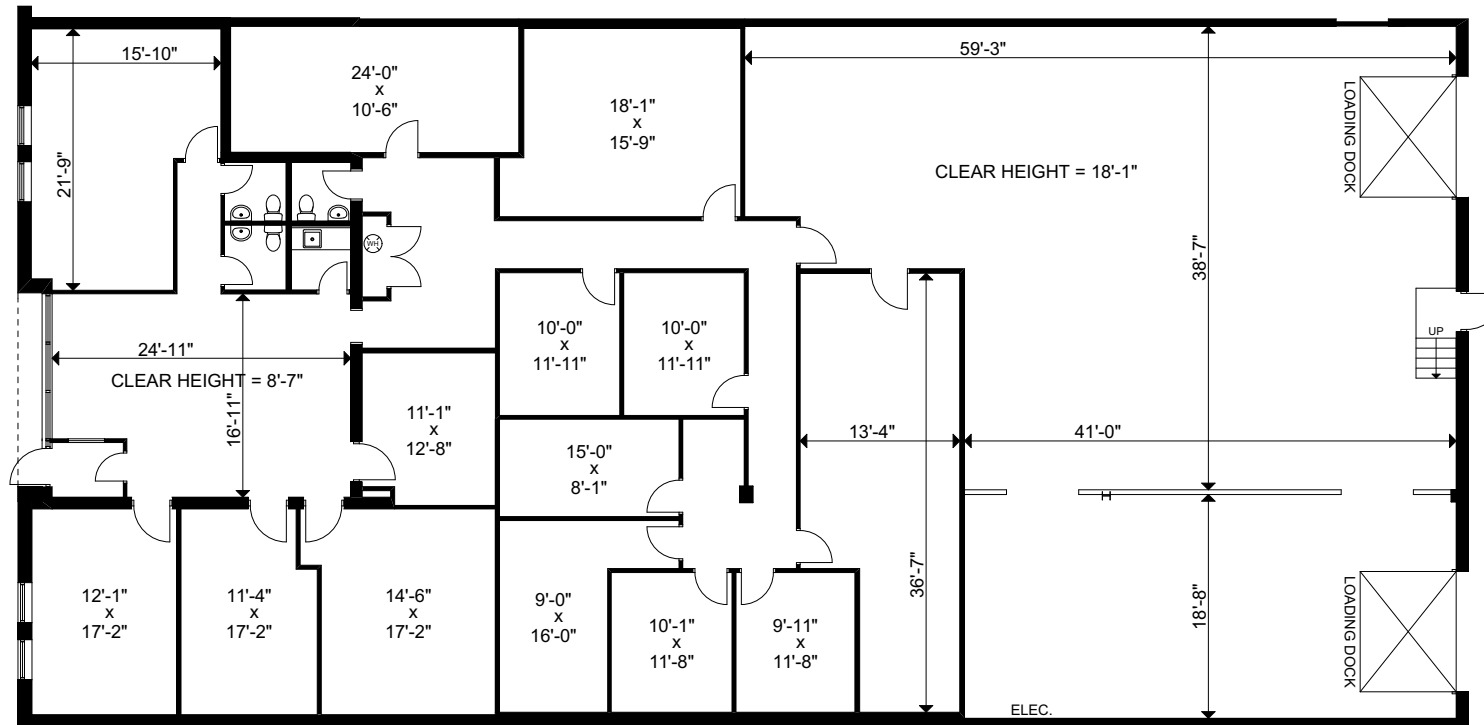 15'-10"
59'-3"
24'-0"
x
10'-6"
18'-1"
x
15'-9"
LOADING DOCK
CLEAR HEIGHT = 18'-1"
21'-9"
38'-7"
WH
UP
10'-0"
x
11'-11"
10'-0"
x
11'-11"
24'-11"
CLEAR HEIGHT = 8'-7"
16'-11"
11'-1"
x
12'-8"
13'-4"
41'-0"
15'-0"
x
8'-1"
36'-7"
18'-8"
LOADING DOCK
12'-1"
x
17'-2"
11'-4"
x
17'-2"
14'-6"
x
17'-2"
9'-0"
x
16'-0"
10'-1"
x
11'-8"
9'-11"
x
11'-8"
ELEC.